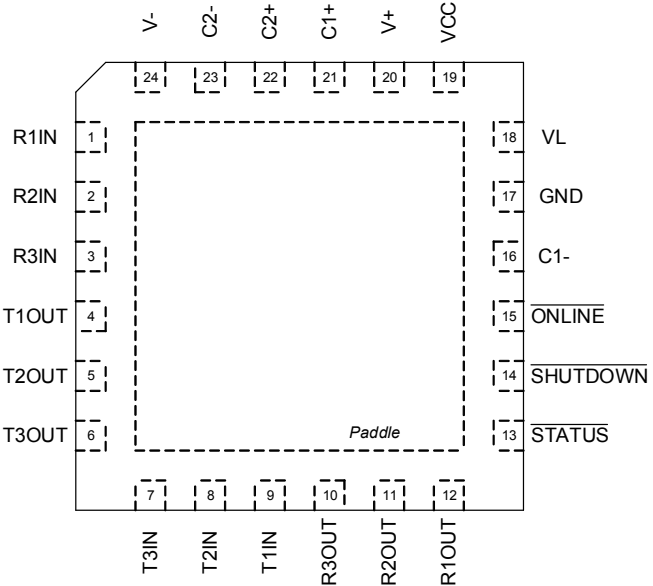 V-
C2-
C2+
C1+
V+
VCC
24
23
22
21
20
19
R1IN
1
18
VL
R2IN
2
17
GND
R3IN
3
16
C1-
T1OUT
4
15
ONLINE
T2OUT
5
14
SHUTDOWN
T3OUT
6
Paddle
13
STATUS
7
8
9
10
11
12
T3IN
T2IN
T1IN
R3OUT
R2OUT
R1OUT